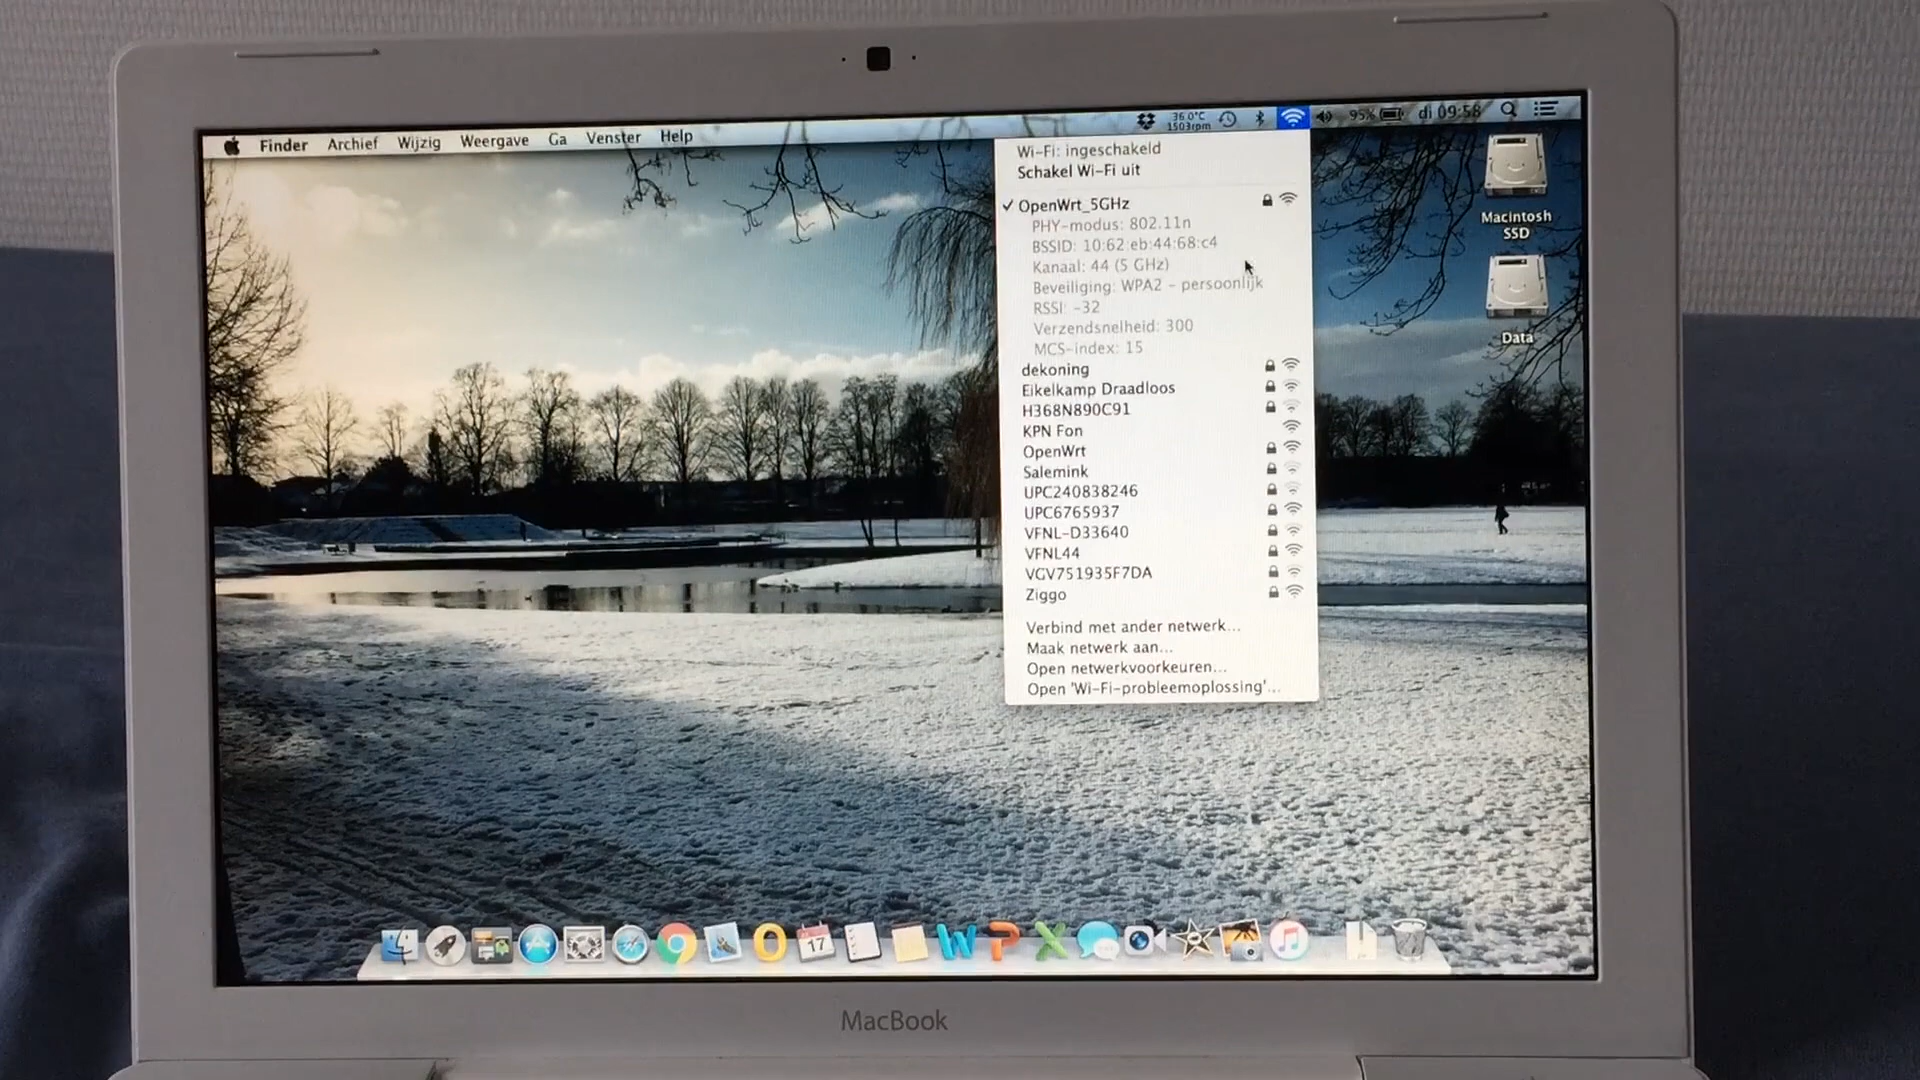 Finder Archief Wijzig Weergave Ga Venster Help
36.0°C
1503rpm
95%
di 09:58
Wi-Fi: ingeschakeld
Schakel Wi-Fi uit
✓ OpenWrt_5GHz
PHY-modus: 802.11n
BSSID: 10:62:eb:44:68:c4
Kanaal: 44 (5 GHz)
Beveiliging: WPA2 - persoonlijk
RSSI: -32
Verzendsnelheid: 300
MCS-index: 15
dekoning
Eikelkamp Draadloos
H368N890C91
KPN Fon
OpenWrt
Salemink
UPC240838246
UPC6765937
VFNL-D33640
VFNL44
VGV751935F7DA
Ziggo
Verbind met ander netwerk...
Maak netwerk aan...
Open netwerkvoorkeuren...
Open 'Wi-Fi-probleemoplossing'...
Macintosh
SSD
Data
17
MacBook